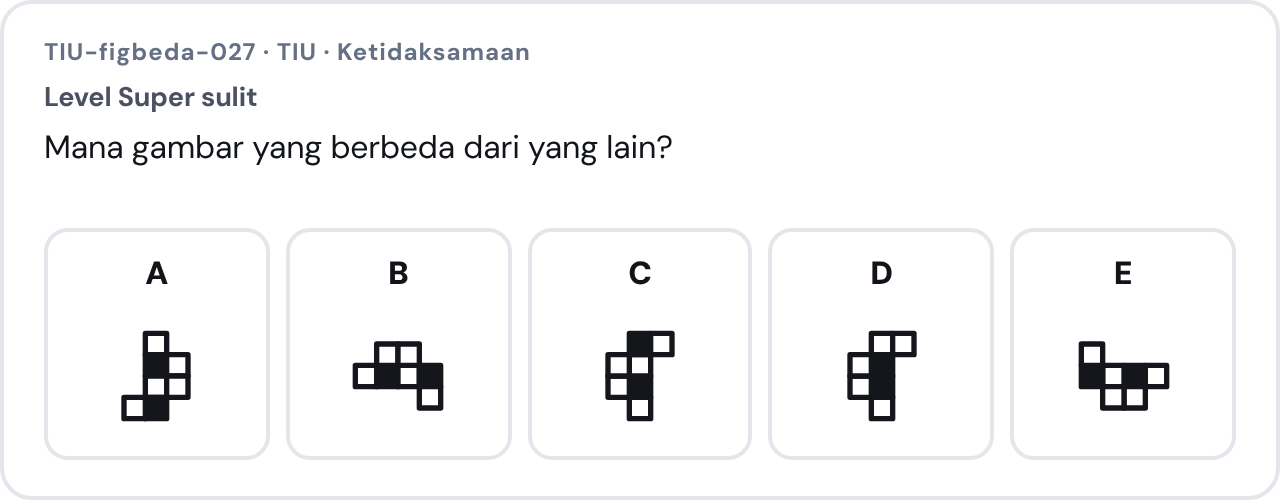 TIU-figbeda-027 · TIU · Ketidaksamaan
Level Super sulit
Mana gambar yang berbeda dari yang lain?
A
B
C
D
E